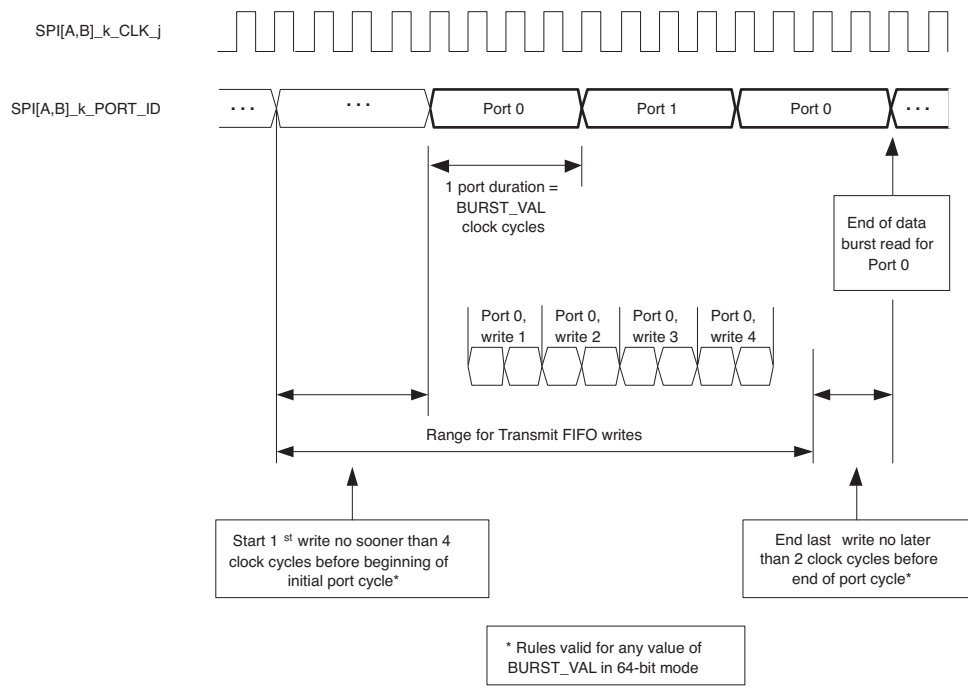 SPI[A,B]_k_CLK_j
SPI[A,B]_k_PORT_ID
··· ··· Port 0 Port 1 Port 0 ···
1 port duration =
BURST_VAL
clock cycles
End of data
burst read for
Port 0
Port 0, Port 0, Port 0, Port 0,
write 1 write 2 write 3 write 4
Range for Transmit FIFO writes
Start 1 st write no sooner than 4
clock cycles before beginning of
initial port cycle*
End last write no later
than 2 clock cycles before
end of port cycle*
* Rules valid for any value of
BURST_VAL in 64-bit mode